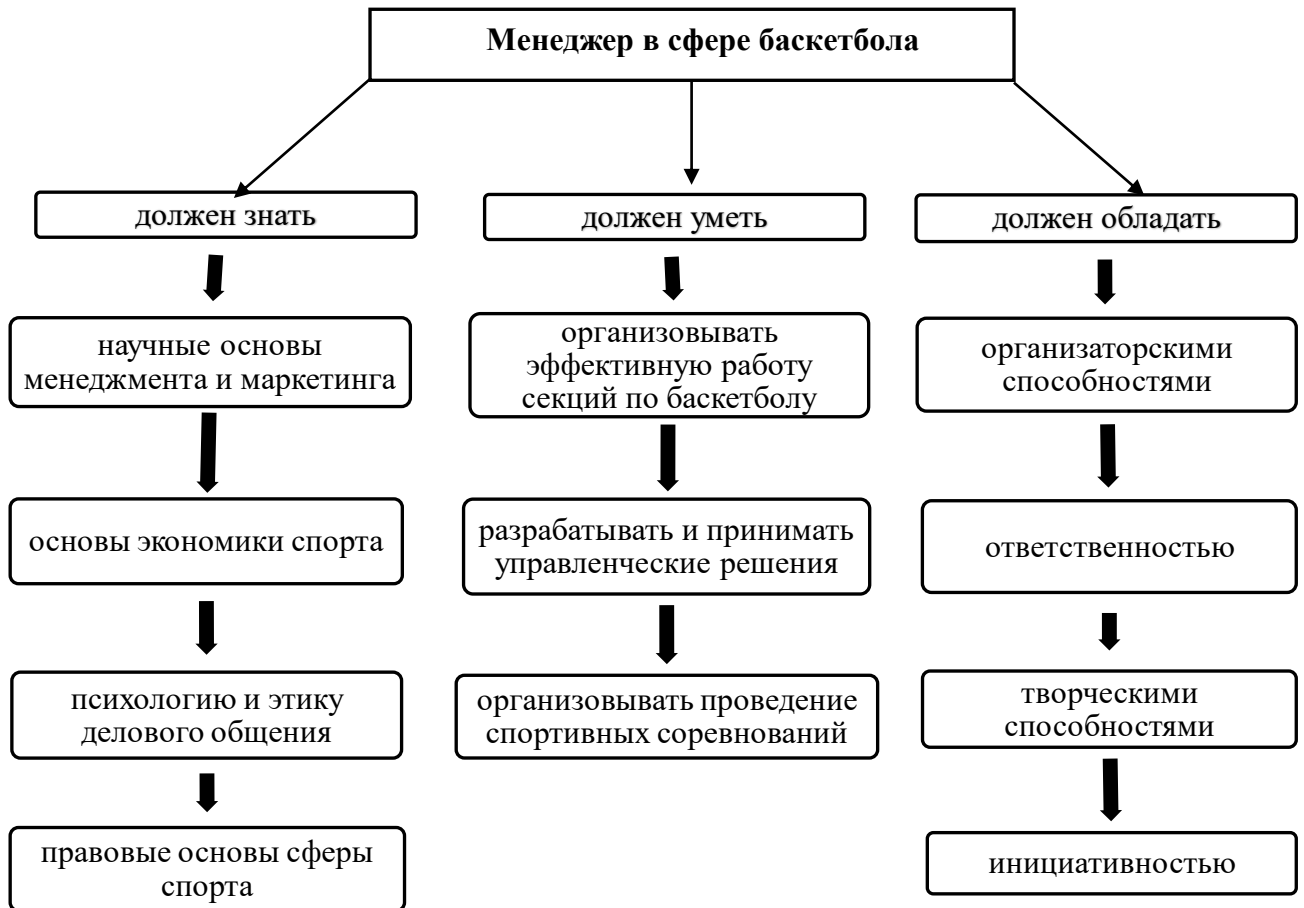 Менеджер в сфере баскетбола
должен знать
научные основы
менеджмента и маркетинга
основы экономики спорта
психологию и этику
делового общения
правовые основы сферы
спорта
должен уметь
организовывать
эффективную работу
секций по баскетболу
разрабатывать и принимать
управленческие решения
организовывать проведение
спортивных соревнований
должен обладать
организаторскими
способностями
ответственностью
творческими
способностями
инициативностью